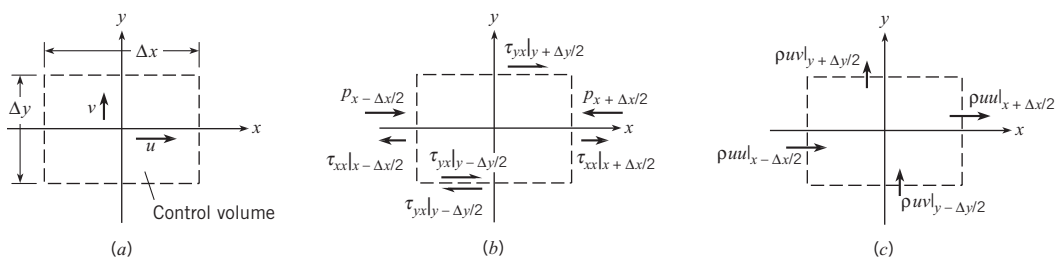 y
Δx
Δy
v
x
u
Control volume
(a)
y
τyx|y + Δy/2
px − Δx/2
px + Δx/2
x
τxx|x − Δx/2
τyx|y − Δy/2
τxx|x + Δx/2
τyx|y − Δy/2
(b)
y
ρuv|y + Δy/2
ρuu|x + Δx/2
x
ρuu|x − Δx/2
ρuv|y − Δy/2
(c)